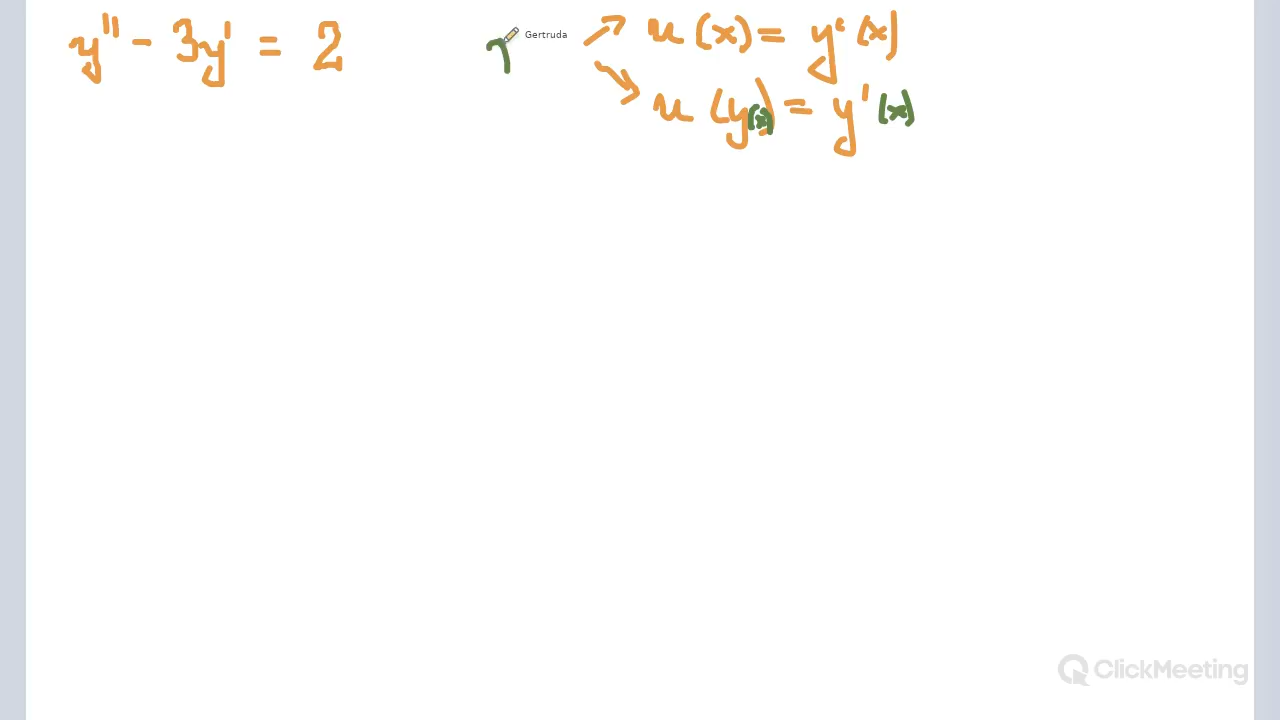 y'' - 3y' = 2
Gertruda
u(x) = y'(x)
u(y(x)) = y'(x)
ClickMeeting